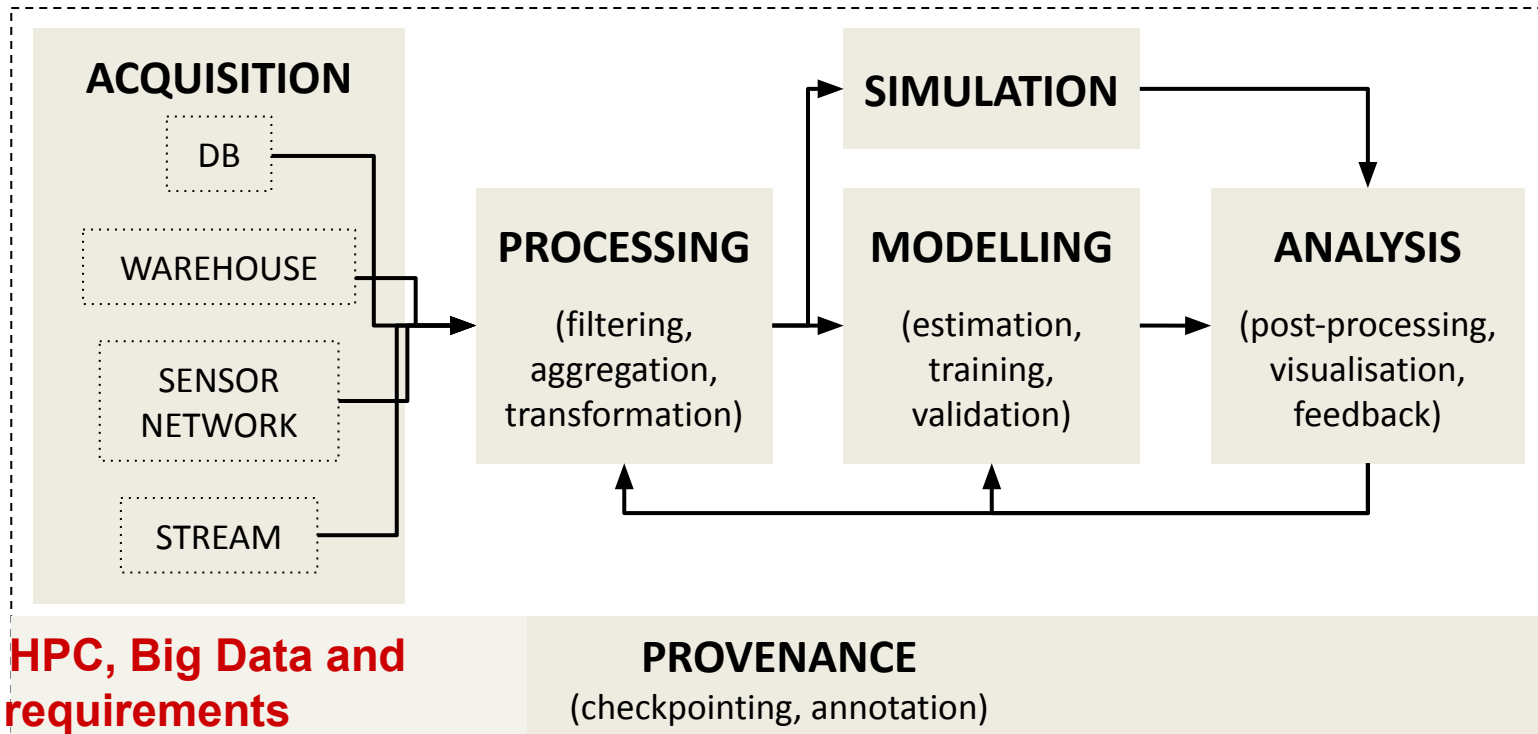 ACQUISITION
DB
WAREHOUSE
SENSOR
NETWORK
STREAM
PROCESSING
(filtering,
aggregation,
transformation)
SIMULATION
MODELLING
(estimation,
training,
validation)
ANALYSIS
(post-processing,
visualisation,
feedback)
HPC, Big Data and
requirements
PROVENANCE
(checkpointing, annotation)